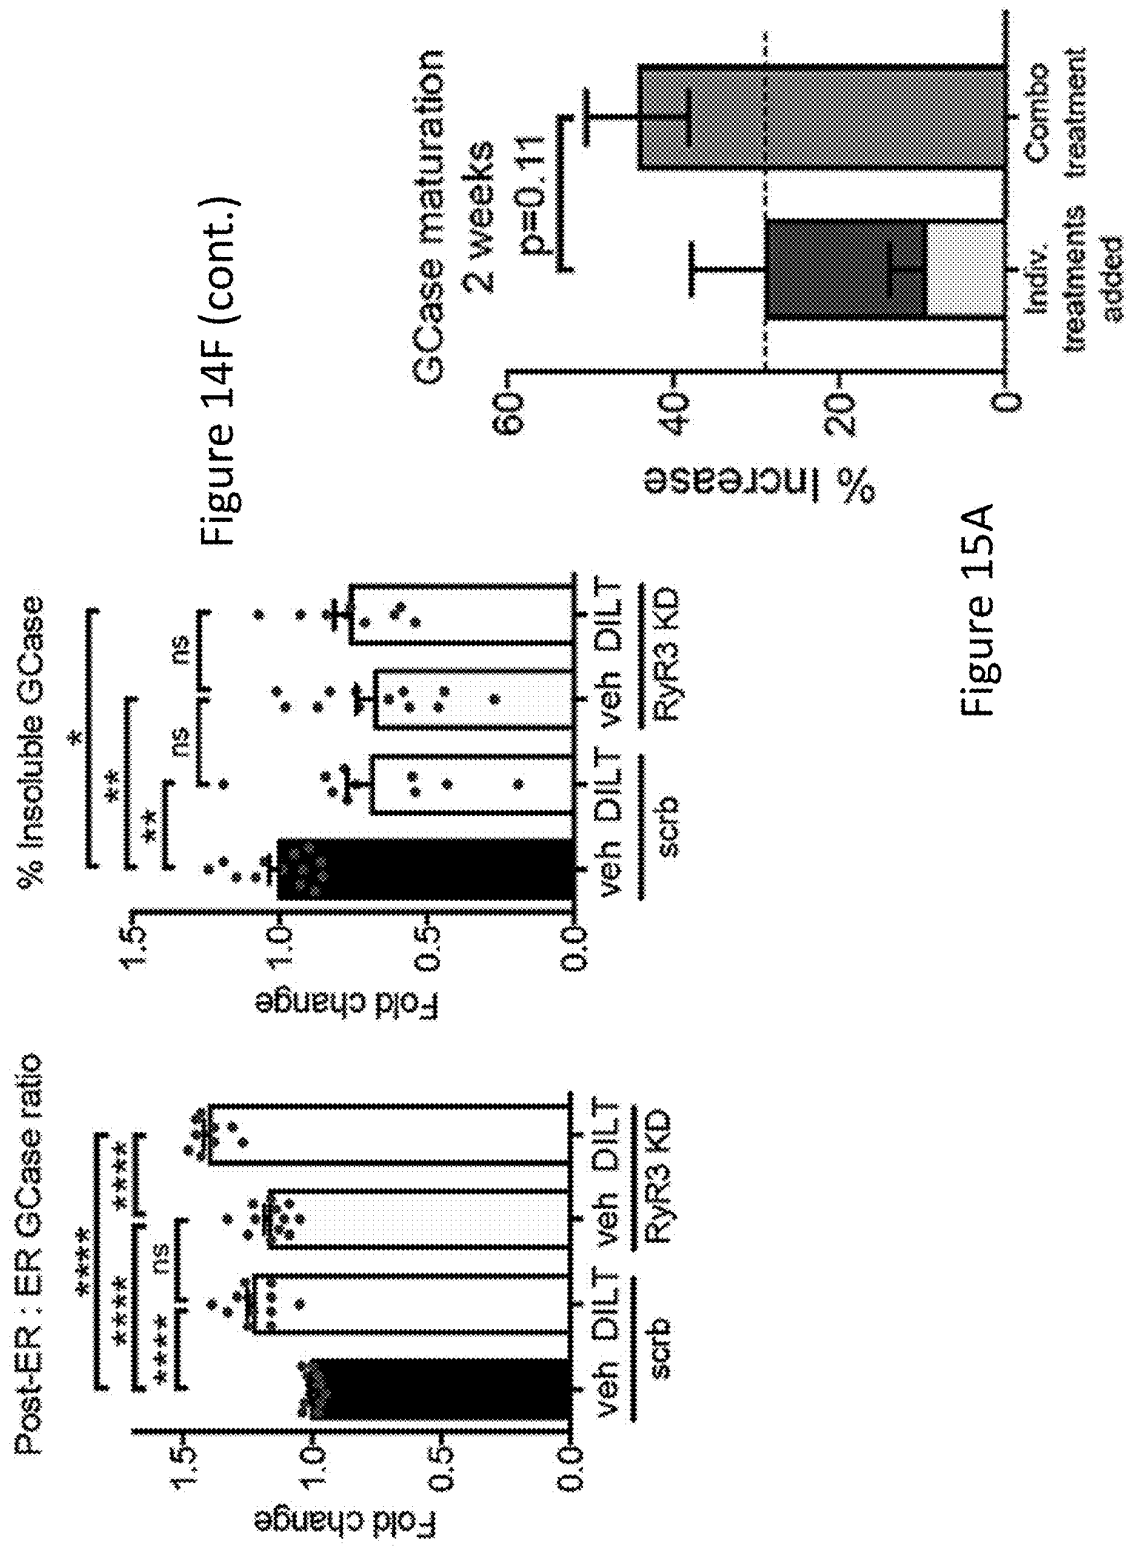 Post-ER : ER GCase ratio
****
**** ****
**** ns
Fold change
1.5
1.0
0.5
0.0
veh DILT veh DILT
scrb RyR3 KD
% Insoluble GCase
*
**
** ns ns
Fold change
1.5
1.0
0.5
0.0
veh DILT veh DILT
scrb RyR3 KD
Figure 14F (cont.)
GCase maturation
2 weeks
p=0.11
% Increase
60
40
20
0
Indiv.
treatments
added
Combo
treatment
Figure 15A